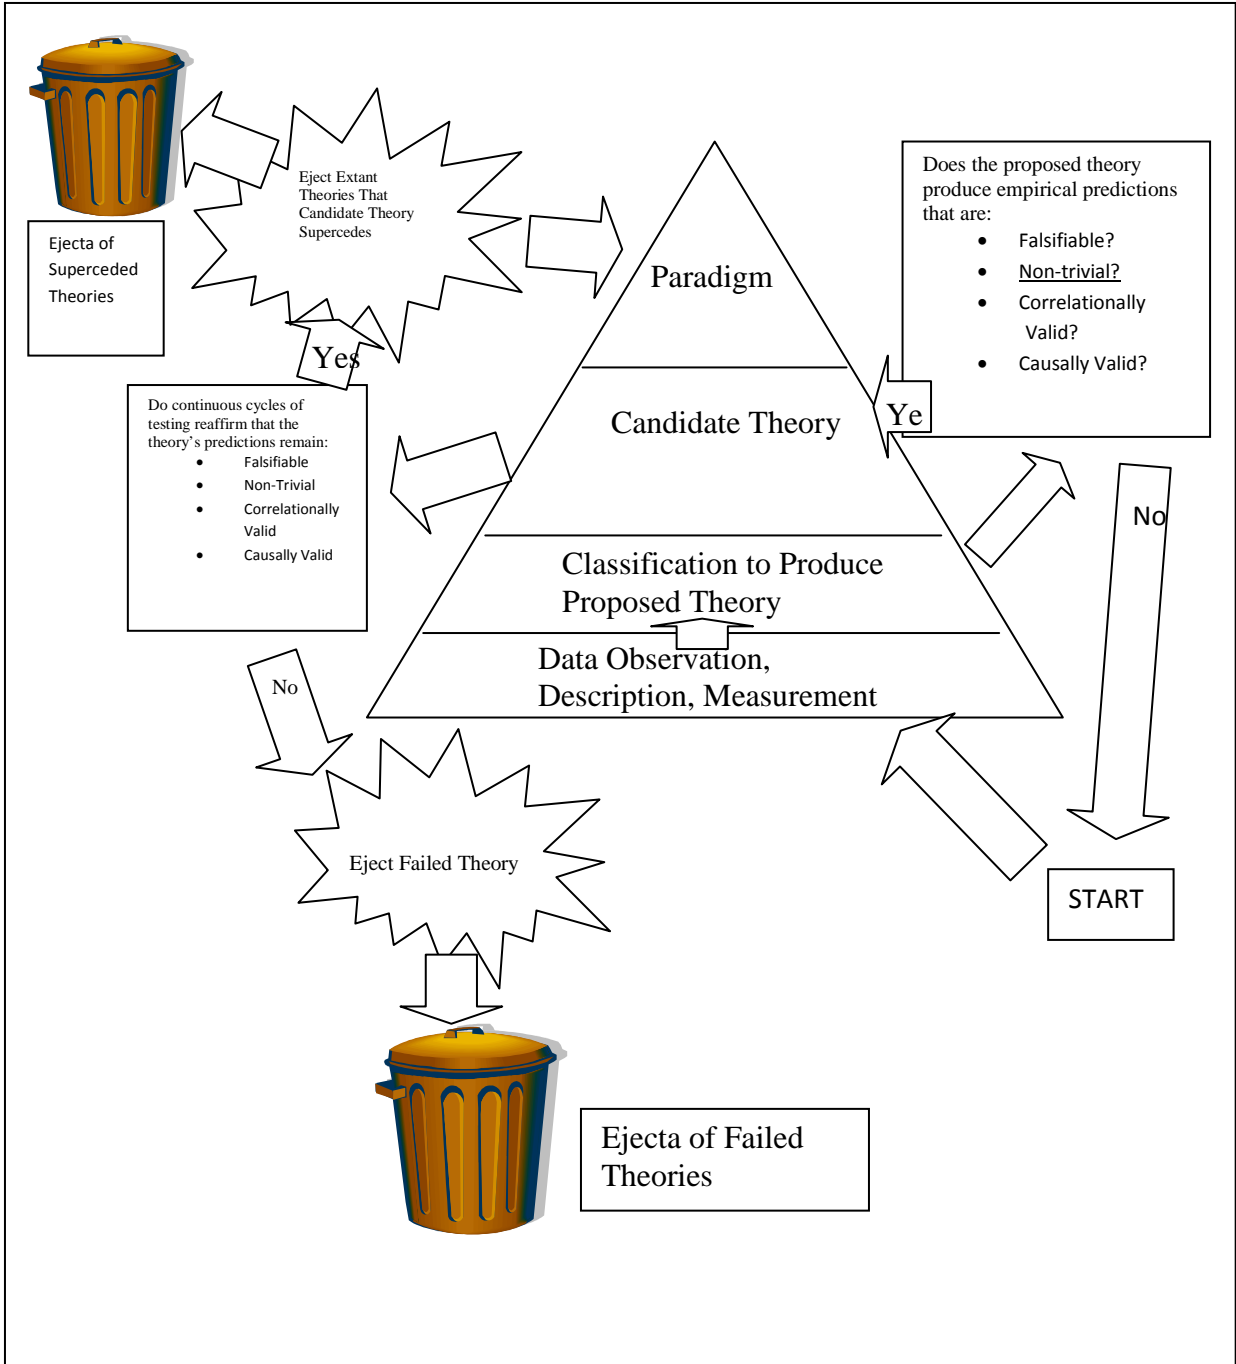 Eject Extant
Theories That
Candidate Theory
Supercedes
Ejecta of
Superceded
Theories
Yes
Do continuous cycles of
testing reaffirm that the
theory's predictions remain:
• Falsifiable
• Non-Trivial
• Correlationally
Valid
• Causally Valid
No
Paradigm
Candidate Theory
Classification to Produce
Proposed Theory
Data Observation,
Description, Measurement
Does the proposed theory
produce empirical predictions
that are:
• Falsifiable?
• Non-trivial?
• Correlationally
Valid?
• Causally Valid?
Ye
No
START
Eject Failed Theory
Ejecta of Failed
Theories